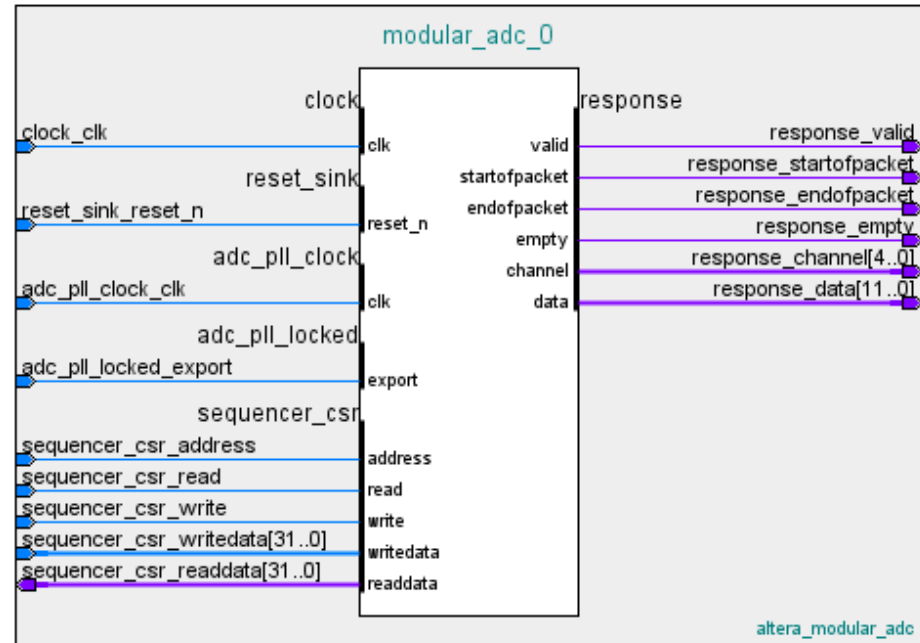 modular_adc_0
clock
clock_clk
clk
reset_sink
reset_sink_reset_n
reset_n
adc_pll_clock
adc_pll_clock_clk
clk
adc_pll_locked
adc_pll_locked_export
export
sequencer_csr
sequencer_csr_address
address
sequencer_csr_read
read
sequencer_csr_write
write
sequencer_csr_writedata[31..0]
writedata
sequencer_csr_readdata[31..0]
readdata
response
valid
response_valid
startofpacket
response_startofpacket
endofpacket
response_endofpacket
empty
response_empty
channel
response_channel[4..0]
data
response_data[11..0]
altera_modular_adc